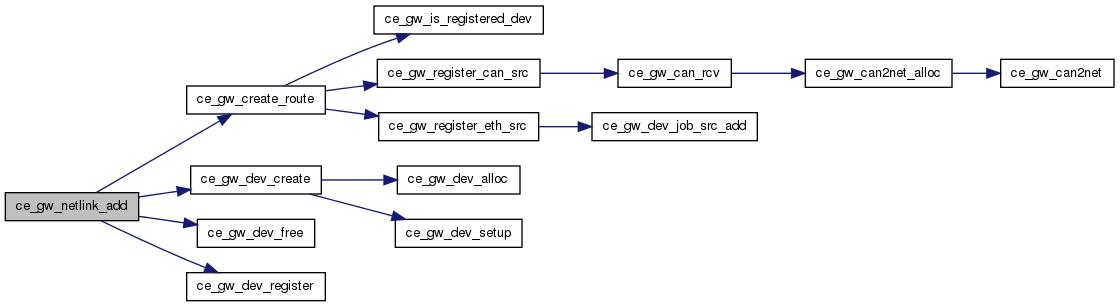 ce_gw_is_registered_dev
ce_gw_register_can_src
ce_gw_can_rcv
ce_gw_can2net_alloc
ce_gw_can2net
ce_gw_create_route
ce_gw_register_eth_src
ce_gw_dev_job_src_add
ce_gw_dev_create
ce_gw_dev_alloc
ce_gw_netlink_add
ce_gw_dev_free
ce_gw_dev_setup
ce_gw_dev_register